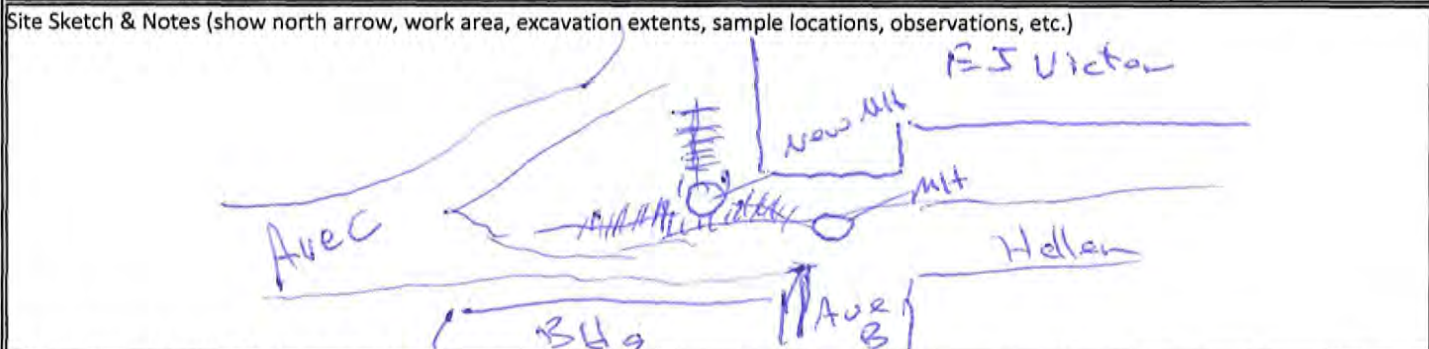 Site Sketch & Notes (show north arrow, work area, excavation extents, sample locations, observations, etc.)
EJ Victor
New MH
MH
Ave C
Ave
B